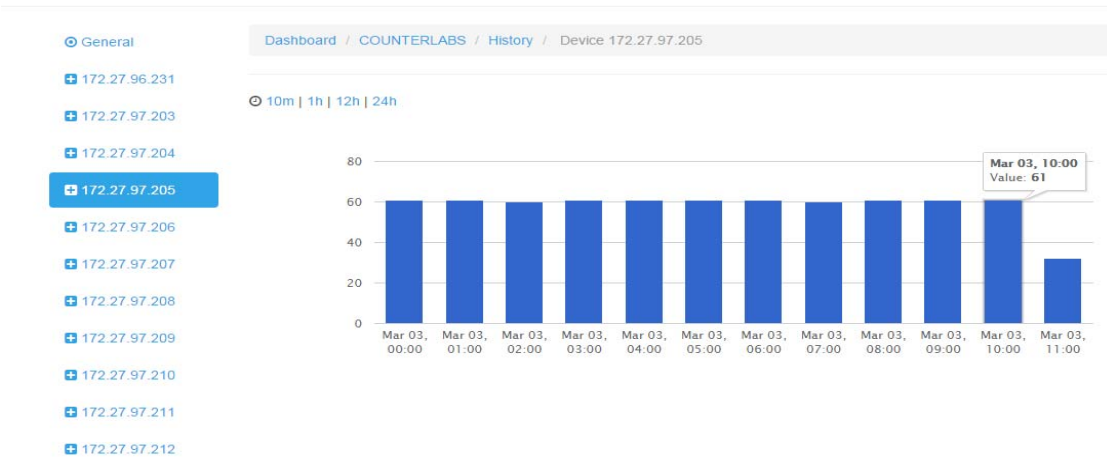 General
172.27.96.231
172.27.97.203
172.27.97.204
172.27.97.205
172.27.97.206
172.27.97.207
172.27.97.208
172.27.97.209
172.27.97.210
172.27.97.211
172.27.97.212
Dashboard / COUNTERLABS / History / Device 172.27.97.205
10m | 1h | 12h | 24h
80
60
40
20
0
Mar 03, 10:00
Value: 61
Mar 03, Mar 03, Mar 03, Mar 03, Mar 03, Mar 03, Mar 03, Mar 03, Mar 03, Mar 03, Mar 03, Mar 03,
00:00 01:00 02:00 03:00 04:00 05:00 06:00 07:00 08:00 09:00 10:00 11:00